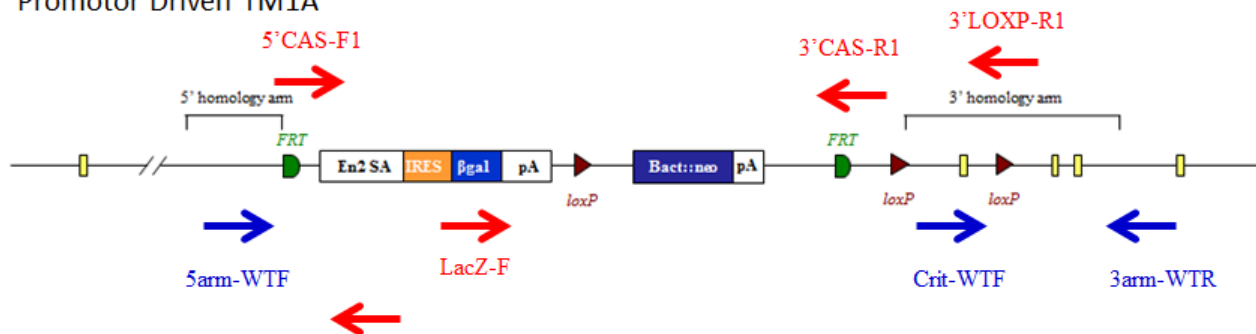 Promotor Driven TM1A
5'CAS-F1
3'CAS-R1
3'LOXP-R1
5' homology arm
3' homology arm
FRT
FRT
En2 SA IRES βgal pA
loxP
Bact::neo pA
loxP
loxP
5arm-WTF
LacZ-F
Crit-WTF
3arm-WTR